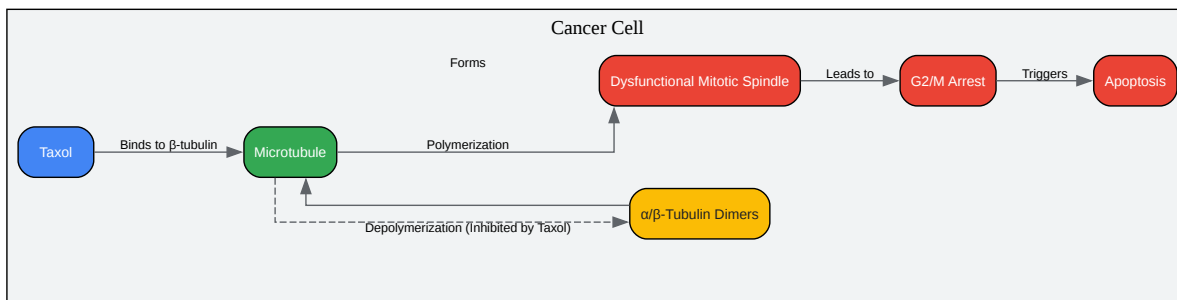 Cancer Cell
Forms
Dysfunctional Mitotic Spindle
Leads to
G2/M Arrest
Triggers
Apoptosis
Taxol
Binds to β-tubulin
Microtubule
Polymerization
α/β-Tubulin Dimers
Depolymerization (Inhibited by Taxol)